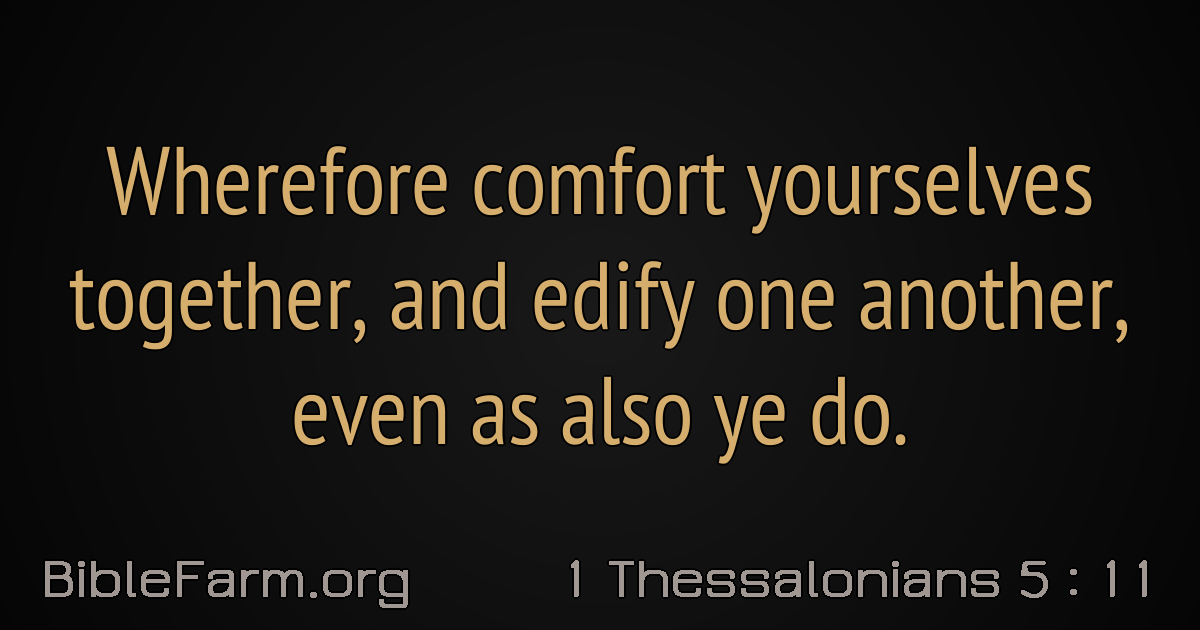 Wherefore comfort yourselves
together, and edify one another,
even as also ye do.
BibleFarm.org
1 Thessalonians 5 : 11